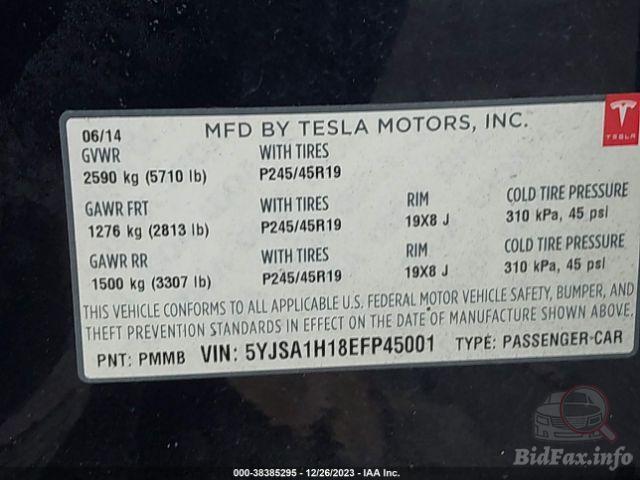 06/14
MFD BY TESLA MOTORS, INC.
TESLA
GVWR WITH TIRES
2590 kg (5710 lb) P245/45R19
GAWR FRT WITH TIRES RIM COLD TIRE PRESSURE
1276 kg (2813 lb) P245/45R19 19X8 J 310 kPa, 45 psi
GAWR RR WITH TIRES RIM COLD TIRE PRESSURE
1500 kg (3307 lb) P245/45R19 19X8 J 310 kPa, 45 psi
THIS VEHICLE CONFORMS TO ALL APPLICABLE U.S. FEDERAL MOTOR VEHICLE SAFETY, BUMPER, AND
THEFT PREVENTION STANDARDS IN EFFECT ON THE DATE OF MANUFACTURE SHOWN ABOVE.
PNT: PMMB VIN: 5YJSA1H18EFP45001 TYPE: PASSENGER-CAR
BidFax.info
000-38385295 - 12/26/2023 - IAA Inc.